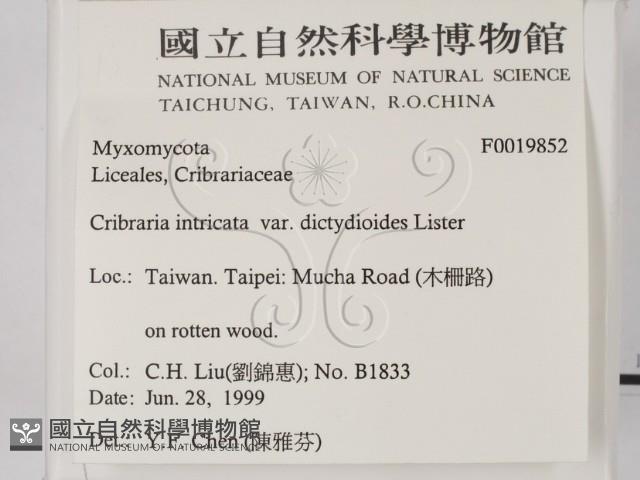 國立自然科學博物館
NATIONAL MUSEUM OF NATURAL SCIENCE
TAICHUNG, TAIWAN, R.O.CHINA
Myxomycota F0019852
Liceales, Cribrariaceae
Cribraria intricata var. dictydioides Lister
Loc.: Taiwan. Taipei: Mucha Road (木柵路)
on rotten wood.
Col.: C.H. Liu(劉錦惠); No. B1833
Date: Jun. 28, 1999
Det.: Y.F. Chen (陳雅芬)
國立自然科學博物館
NATIONAL MUSEUM OF NATURAL SCIENCE